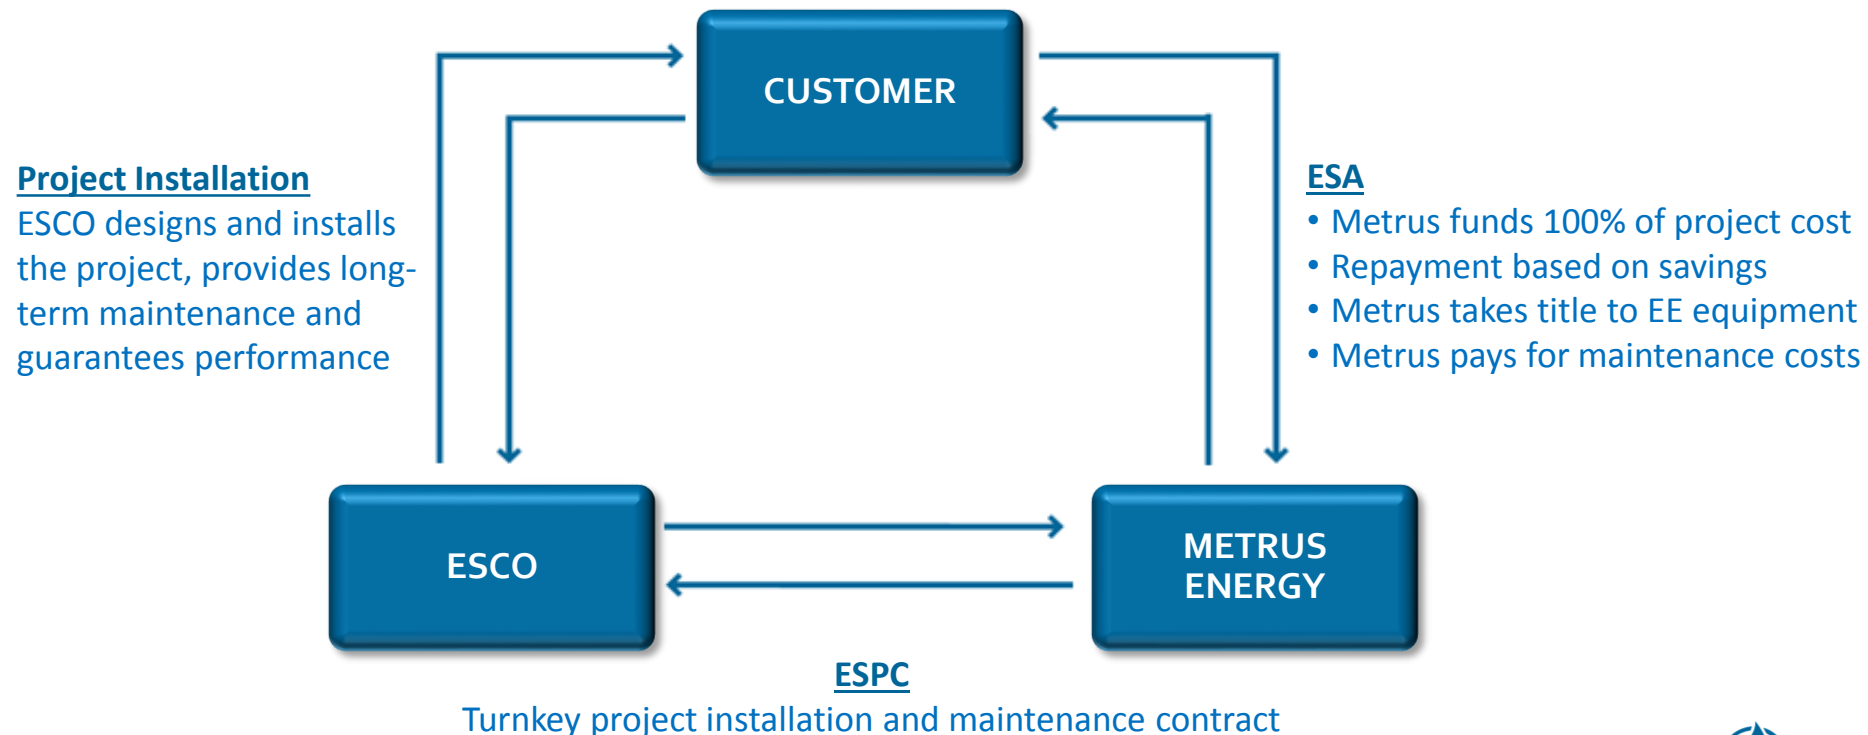 CUSTOMER
Project Installation
ESCO designs and installs
the project, provides long-
term maintenance and
guarantees performance
ESA
• Metrus funds 100% of project cost
• Repayment based on savings
• Metrus takes title to EE equipment
• Metrus pays for maintenance costs
ESCO
METRUS
ENERGY
ESPC
Turnkey project installation and maintenance contract